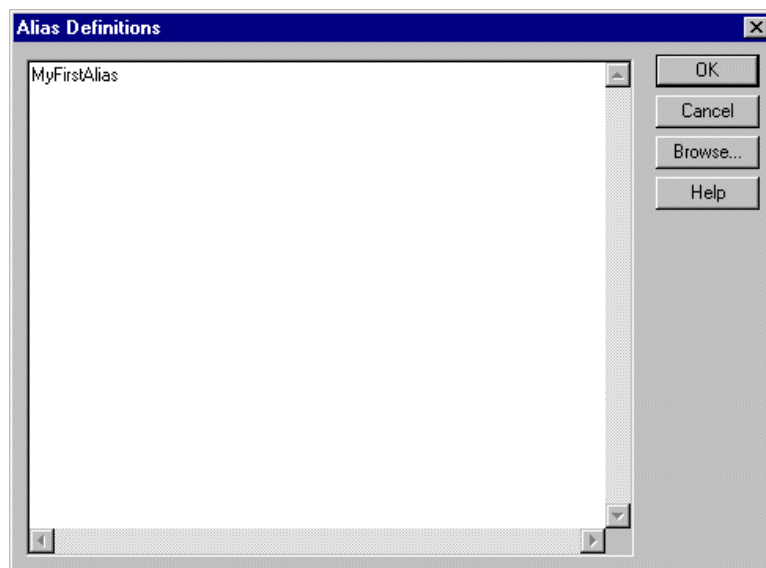 Alias Definitions
MyFirstAlias
OK
Cancel
Browse...
Help